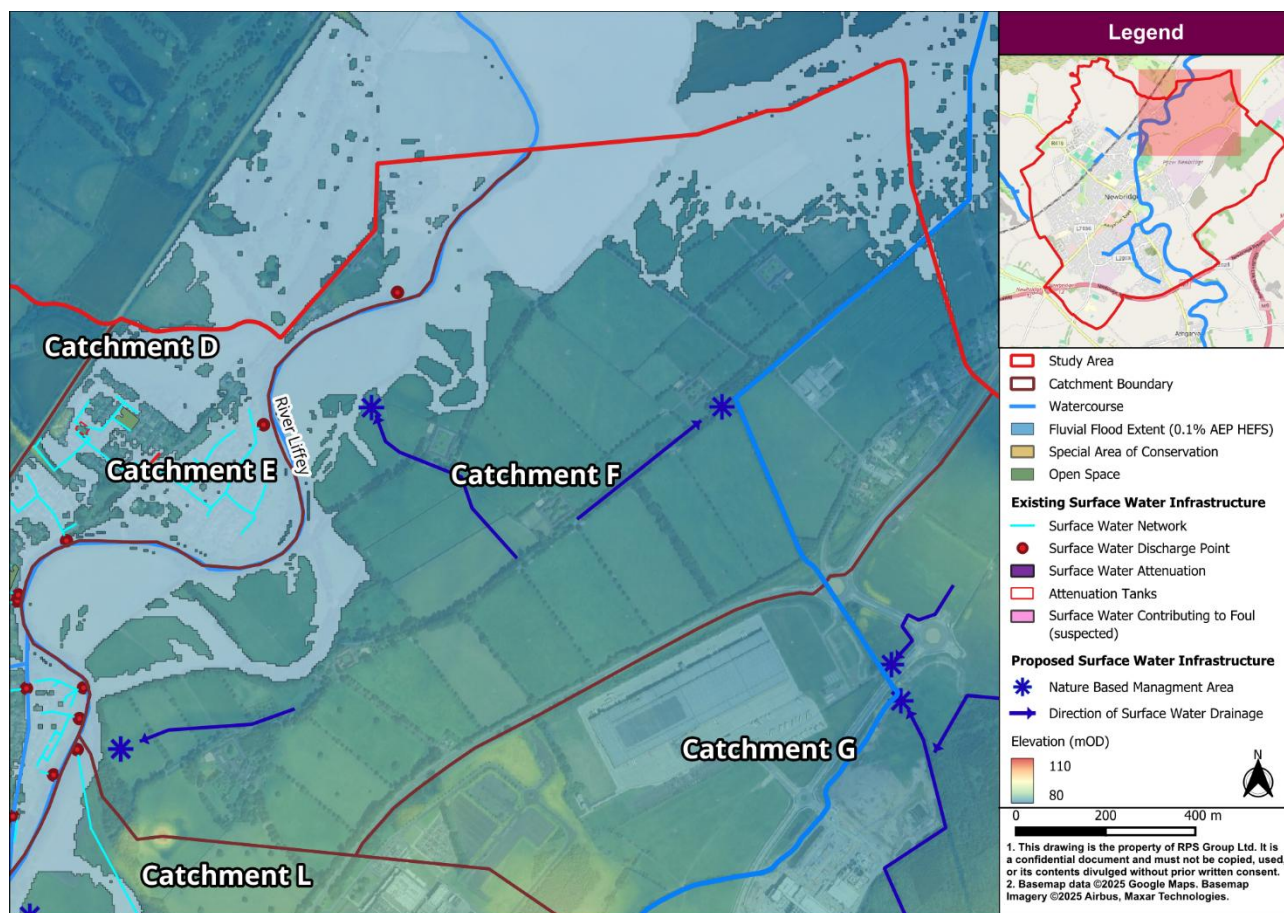 Catchment D
Catchment E
River Liffey
Catchment F
Catchment G
Catchment L
Legend
Newbridge
Study Area
Catchment Boundary
Watercourse
Fluvial Flood Extent (0.1% AEP HEFS)
Special Area of Conservation
Open Space
Existing Surface Water Infrastructure
Surface Water Network
Surface Water Discharge Point
Surface Water Attenuation
Attenuation Tanks
Surface Water Contributing to Foul
(suspected)
Proposed Surface Water Infrastructure
Nature Based Managment Area
Direction of Surface Water Drainage
Elevation (mOD)
110
80
N
0 200 400 m
1. This drawing is the property of RPS Group Ltd. It is
a confidential document and must not be copied, used,
or its contents divulged without prior written consent.
2. Basemap data ©2025 Google Maps. Basemap
Imagery ©2025 Airbus, Maxar Technologies.